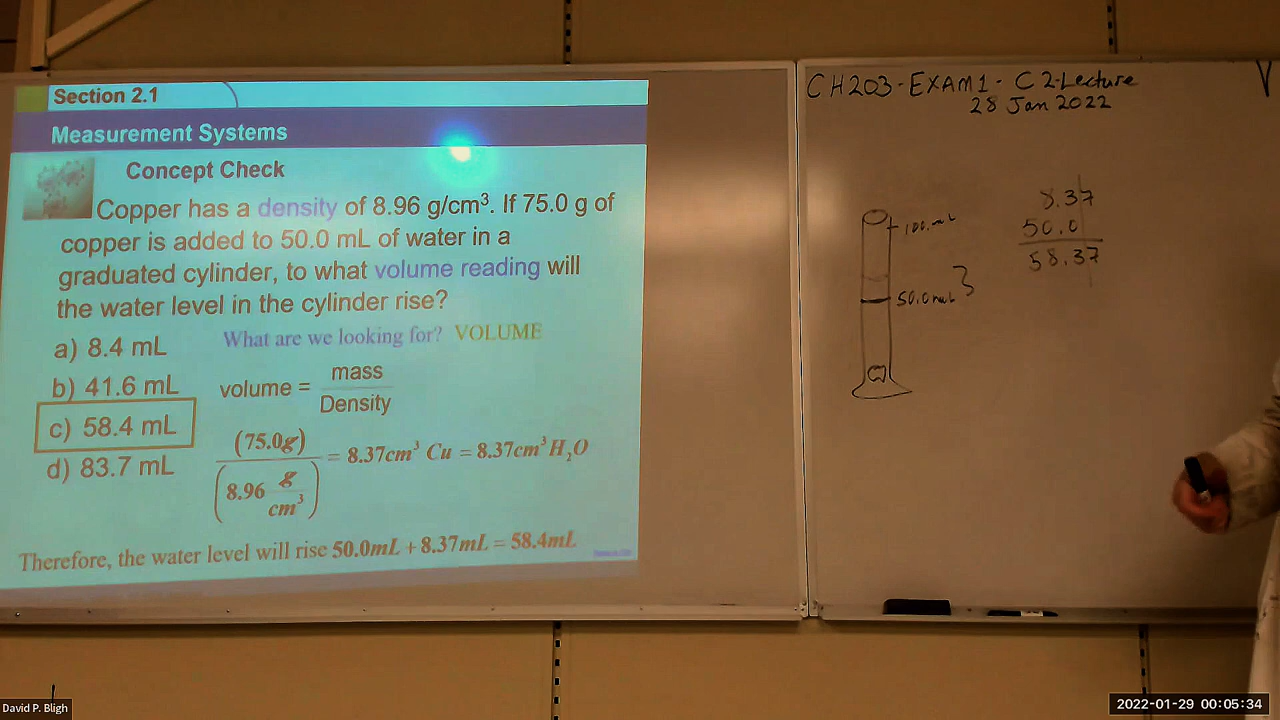 Section 2.1
Measurement Systems
Concept Check
Copper has a density of 8.96 g/cm³. If 75.0 g of
copper is added to 50.0 mL of water in a
graduated cylinder, to what volume reading will
the water level in the cylinder rise?
a) 8.4 mL
b) 41.6 mL
c) 58.4 mL
d) 83.7 mL
What are we looking for? VOLUME
volume = mass
Density
(75.0g)
(8.96 g
cm³)
= 8.37cm³ Cu = 8.37cm³ H₂O
Therefore, the water level will rise 50.0mL + 8.37mL = 58.4mL
CH203-EXAM1- C2-Lecture
28 Jan 2022
100.mL
50.0mL
8.37
50.0
58.37
David P. Bligh
2022-01-29 00:05:34